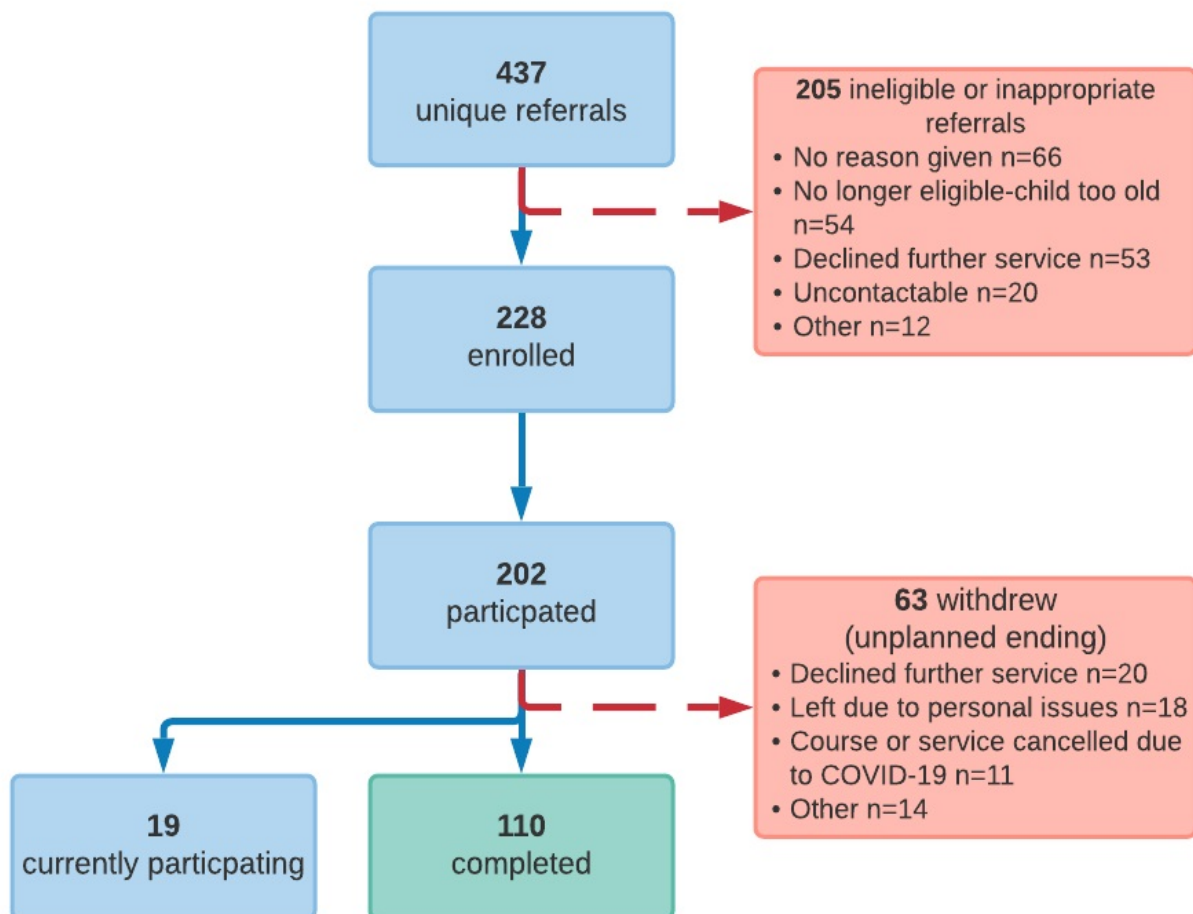 437
unique referrals
205 ineligible or inappropriate
referrals
• No reason given n=66
• No longer eligible-child too old
n=54
• Declined further service n=53
• Uncontactable n=20
• Other n=12
228
enrolled
202
particpated
63 withdrew
(unplanned ending)
• Declined further service n=20
• Left due to personal issues n=18
• Course or service cancelled due
to COVID-19 n=11
• Other n=14
19
currently particpating
110
completed